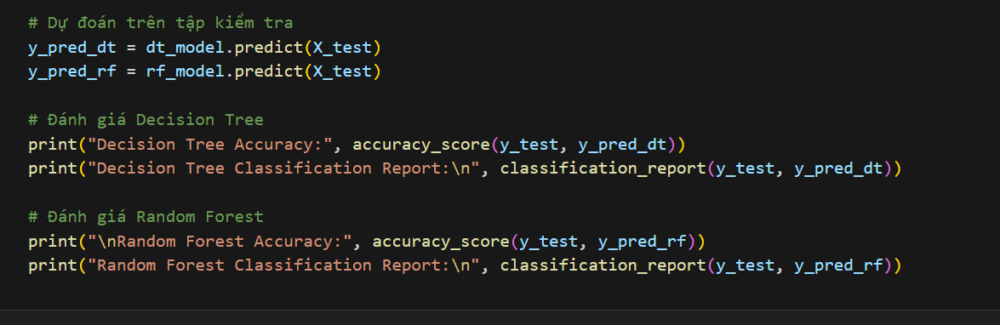 # Dự đoán trên tập kiểm tra
y_pred_dt = dt_model.predict(X_test)
y_pred_rf = rf_model.predict(X_test)
# Đánh giá Decision Tree
print("Decision Tree Accuracy:", accuracy_score(y_test, y_pred_dt))
print("Decision Tree Classification Report:\n", classification_report(y_test, y_pred_dt))
# Đánh giá Random Forest
print("\nRandom Forest Accuracy:", accuracy_score(y_test, y_pred_rf))
print("Random Forest Classification Report:\n", classification_report(y_test, y_pred_rf))